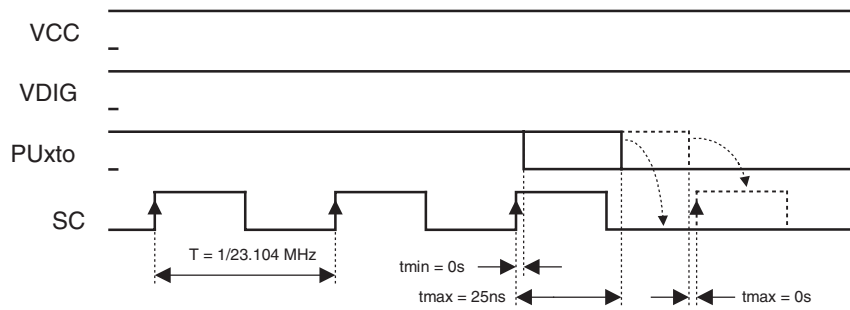 VCC
VDIG
PUxto
SC
T = 1/23.104 MHz
tmin = 0s
tmax = 25ns
tmax = 0s